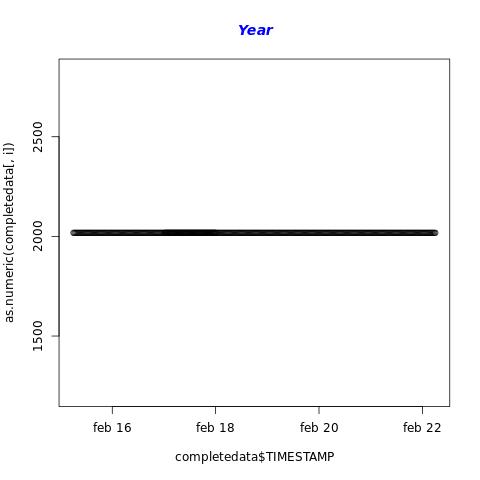 Year
as.numeric(completedata[, i])
2500
2000
1500
feb 16
feb 18
feb 20
feb 22
completedata$TIMESTAMP